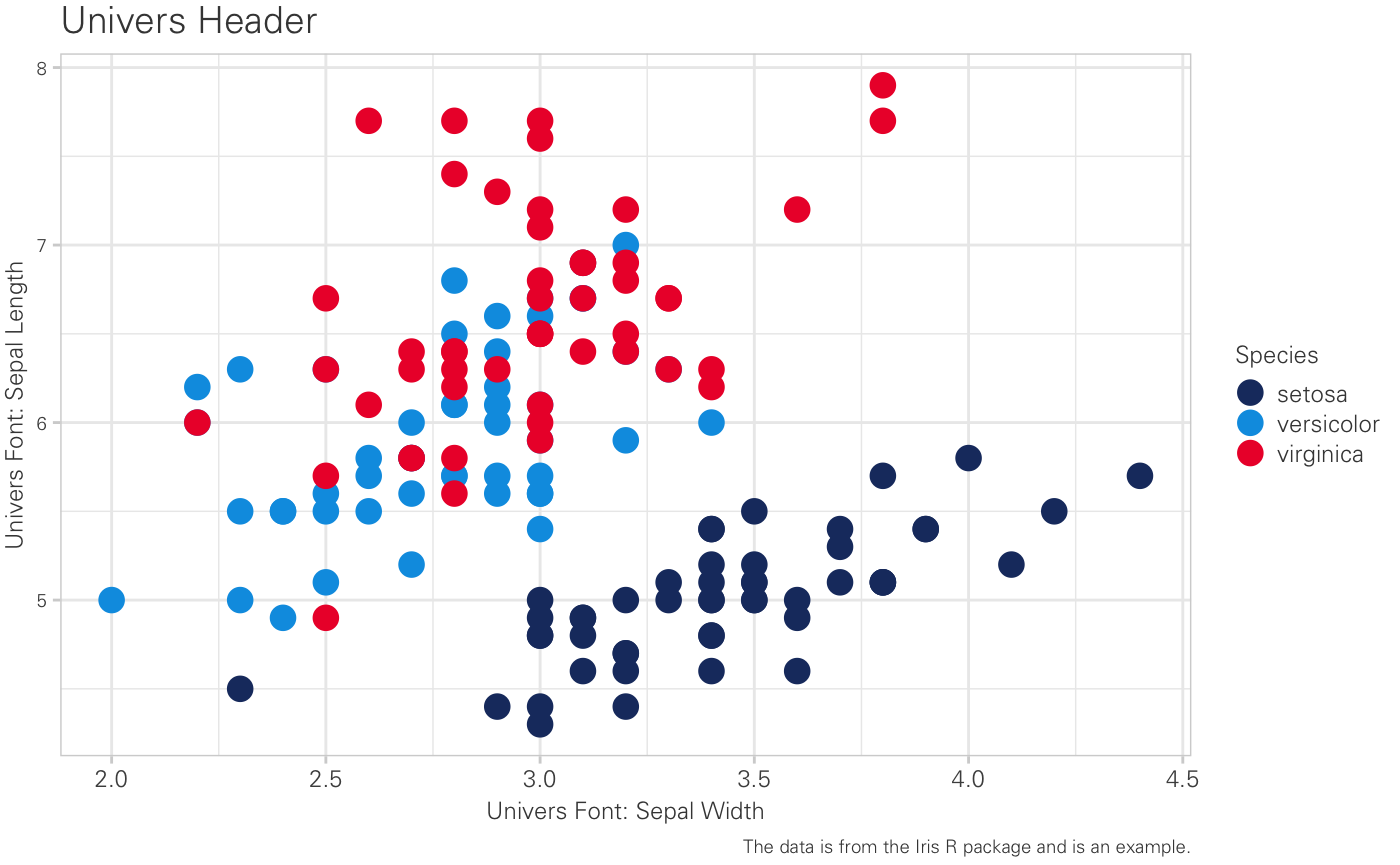 Univers Header
8
7
6
5
Univers Font: Sepal Length
2.0 2.5 3.0 3.5 4.0 4.5
Univers Font: Sepal Width
Species
setosa
versicolor
virginica
The data is from the Iris R package and is an example.